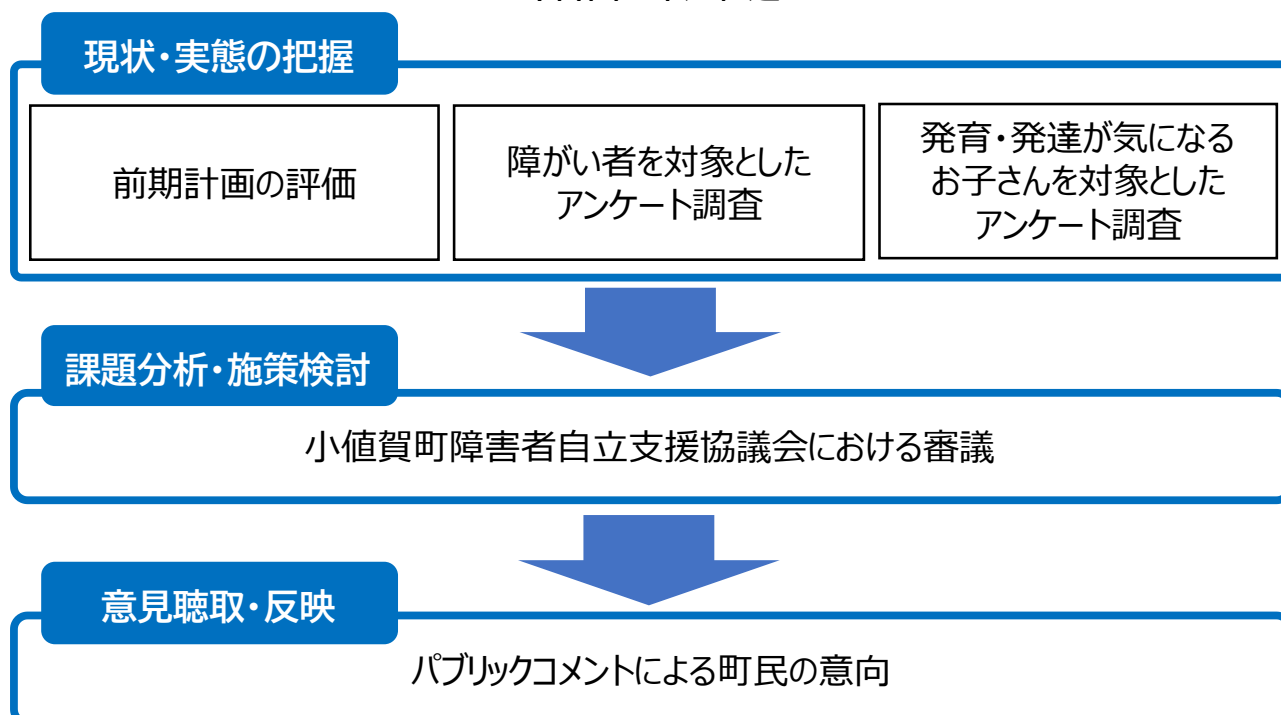 現状・実態の把握
前期計画の評価
障がい者を対象とした
アンケート調査
発育・発達が気になる
お子さんを対象とした
アンケート調査
課題分析・施策検討
小値賀町障害者自立支援協議会における審議
意見聴取・反映
パブリックコメントによる町民の意向